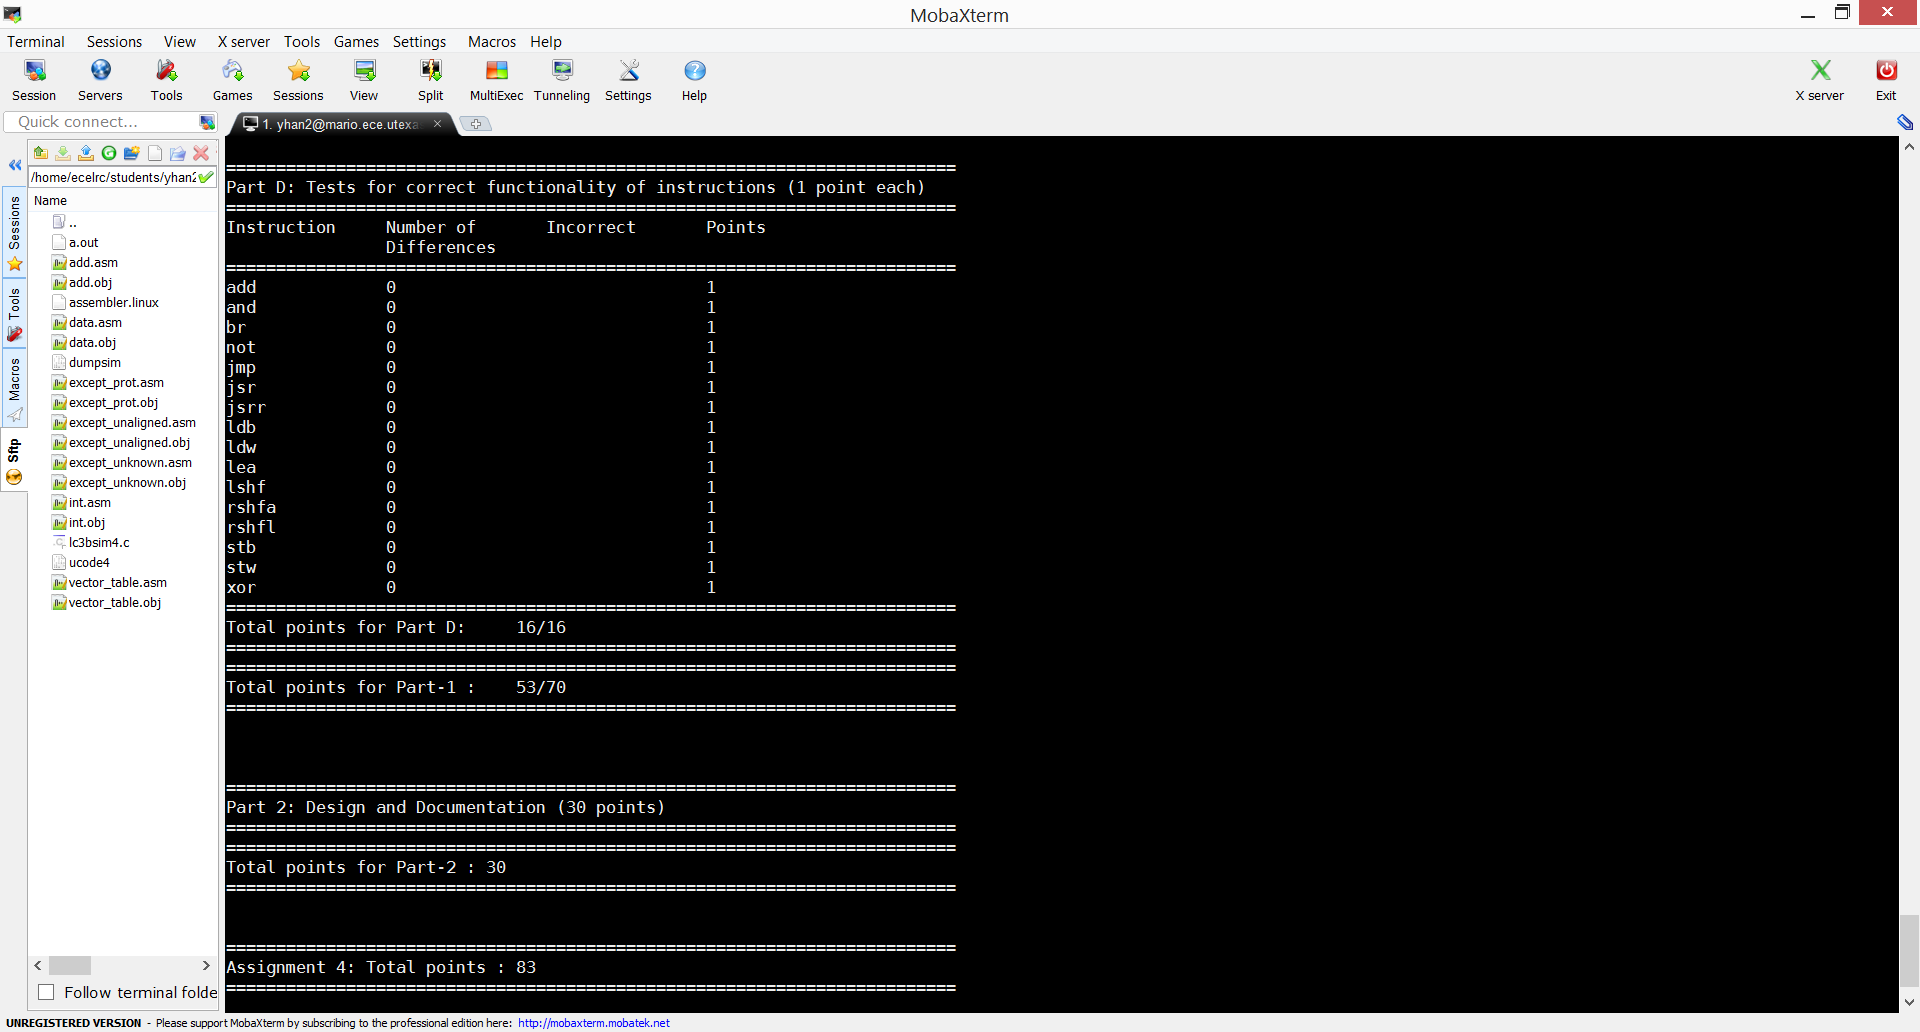 MobaXterm
Terminal Sessions View X server Tools Games Settings Macros Help
Session Servers Tools Games Sessions View Split MultiExec Tunneling Settings Help X server Exit
Quick connect...
1. yhan2@mario.ece.utexa
/home/ecelrc/students/yhan2
Name
..
a.out
add.asm
add.obj
assembler.linux
data.asm
data.obj
dumpsim
except_prot.asm
except_prot.obj
except_unaligned.asm
except_unaligned.obj
except_unknown.asm
except_unknown.obj
int.asm
int.obj
lc3bsim4.c
ucode4
vector_table.asm
vector_table.obj
Follow terminal folde
Sessions
Tools
Macros
Sftp
=========================================================================
Part D: Tests for correct functionality of instructions (1 point each)
=========================================================================
Instruction Number of Incorrect Points
Differences
=========================================================================
add 0 1
and 0 1
br 0 1
not 0 1
jmp 0 1
jsr 0 1
jsrr 0 1
ldb 0 1
ldw 0 1
lea 0 1
lshf 0 1
rshfa 0 1
rshfl 0 1
stb 0 1
stw 0 1
xor 0 1
=========================================================================
Total points for Part D: 16/16
=========================================================================
=========================================================================
Total points for Part-1 : 53/70
=========================================================================
=========================================================================
Part 2: Design and Documentation (30 points)
=========================================================================
=========================================================================
Total points for Part-2 : 30
=========================================================================
=========================================================================
Assignment 4: Total points : 83
=========================================================================
UNREGISTERED VERSION - Please support MobaXterm by subscribing to the professional edition here: http://mobaxterm.mobatek.net